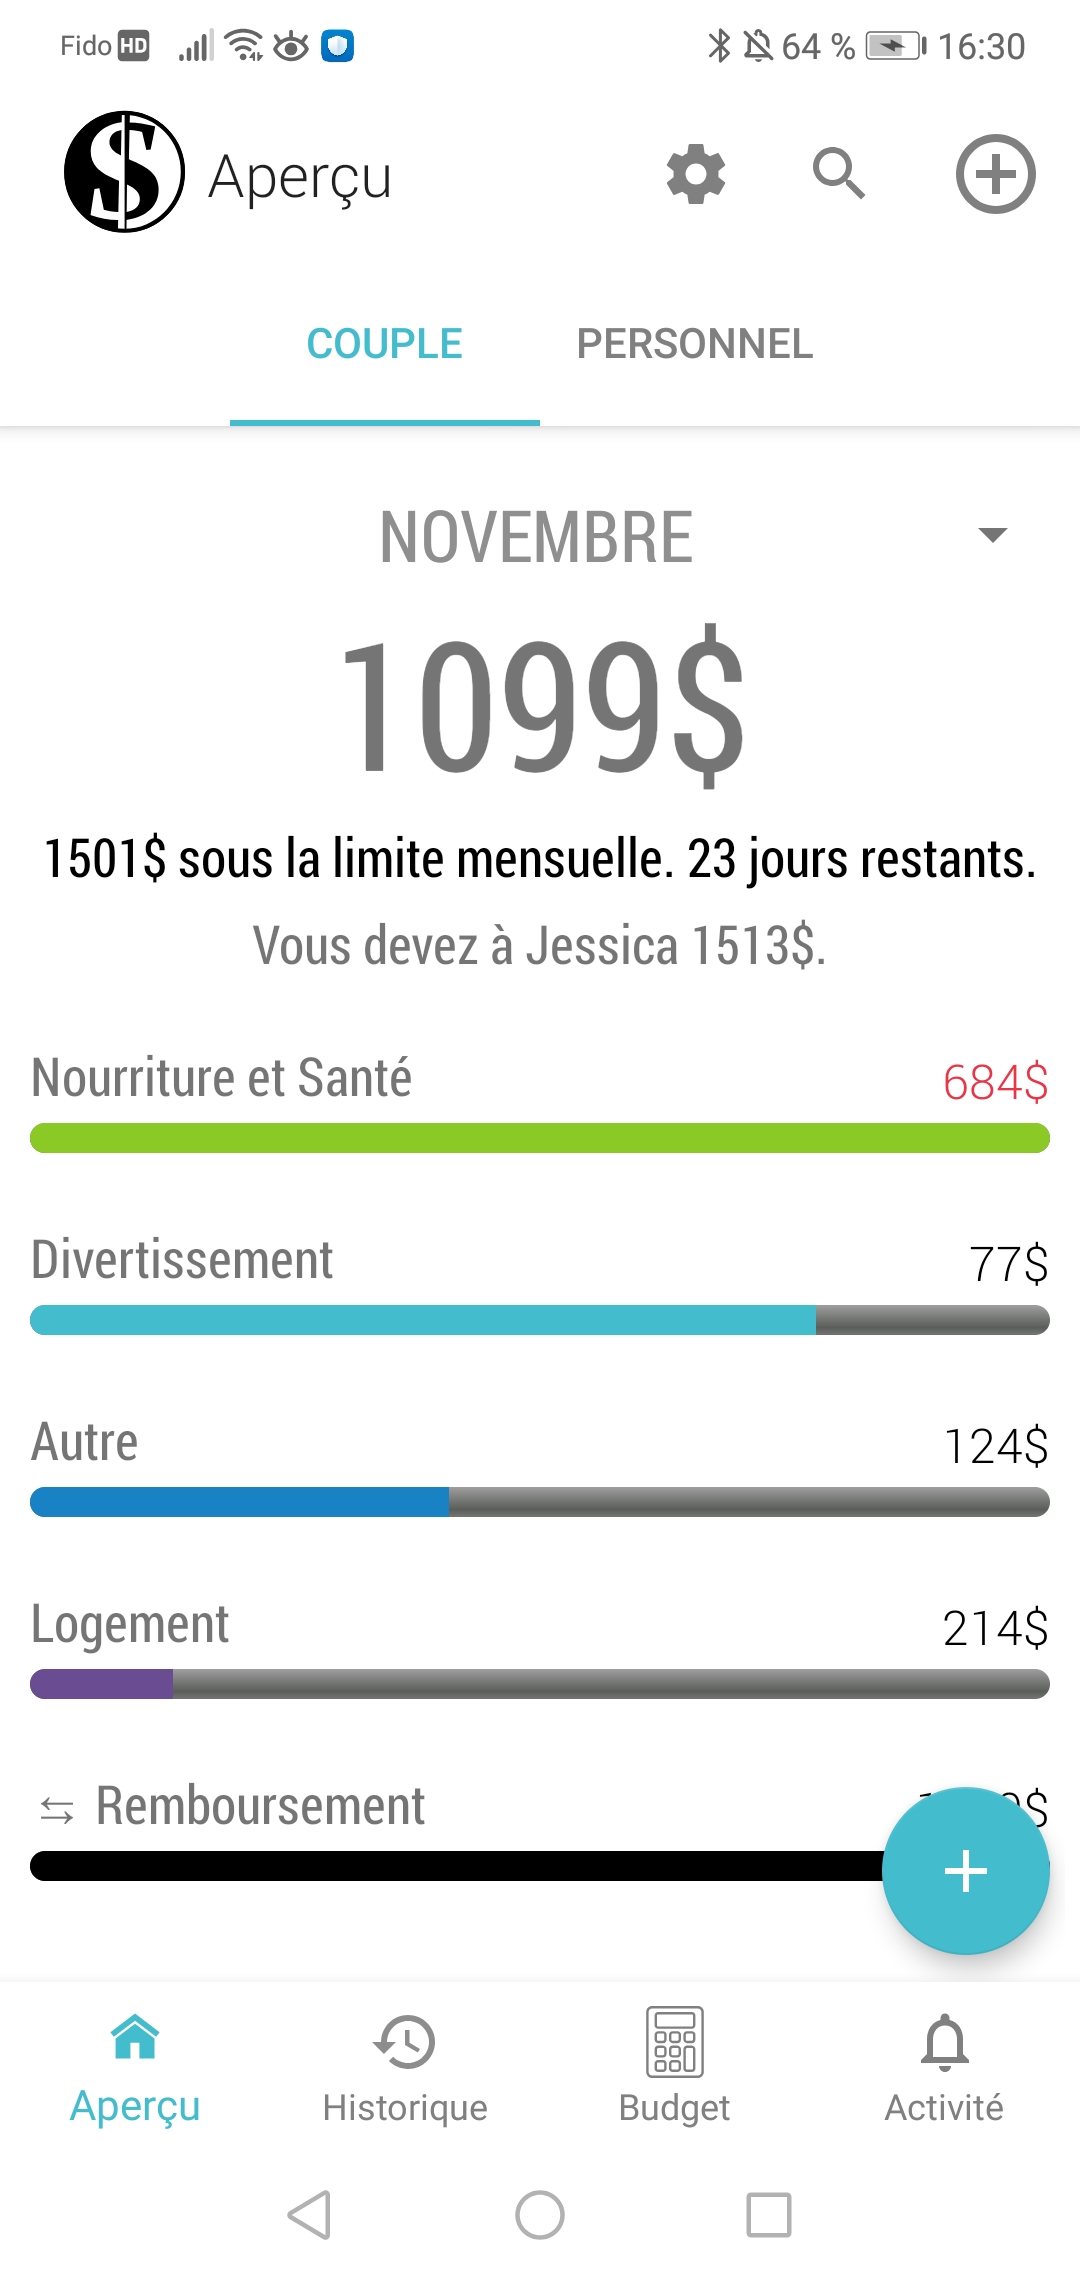 Fido HD 64 % 16:30
$ Aperçu
COUPLE PERSONNEL
NOVEMBRE
1099$
1501$ sous la limite mensuelle. 23 jours restants.
Vous devez à Jessica 1513$.
Nourriture et Santé 684$
Divertissement 77$
Autre 124$
Logement 214$
Remboursement
Aperçu Historique Budget Activité